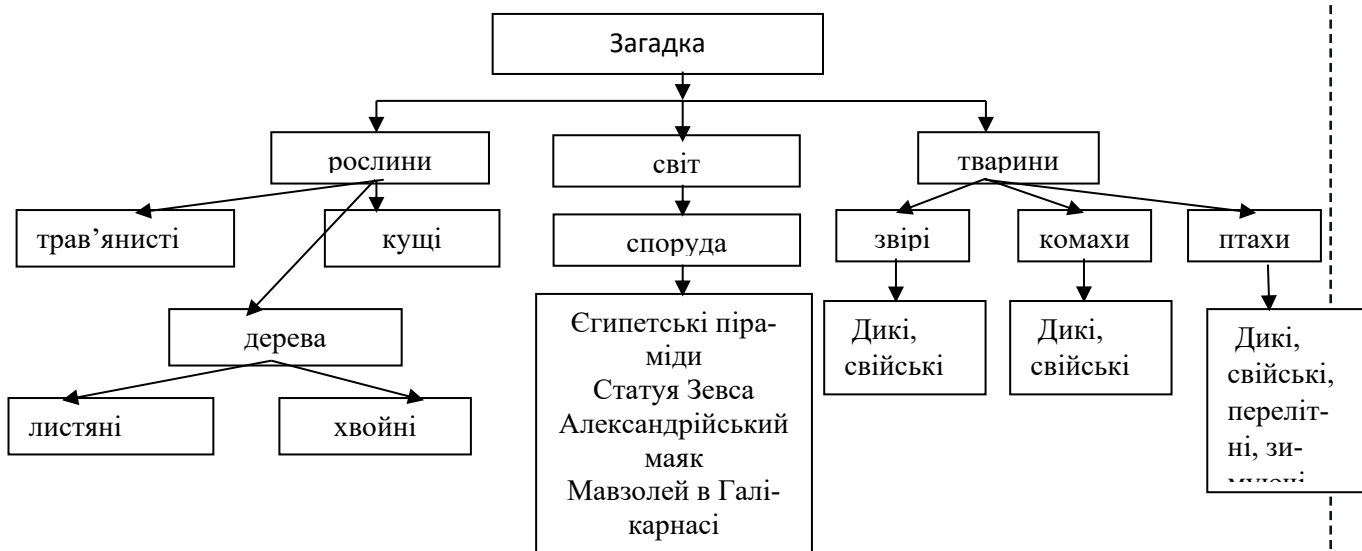 Загадка
рослини
світ
тварини
трав’янисті
кущі
споруда
звірі
комахи
птахи
дерева
листяні
хвойні
Єгипетські піра-
міди
Статуя Зевса
Александрійський
маяк
Мавзолей в Галі-
карнасі
Дикі,
свійські
Дикі,
свійські
Дикі,
свійські,
переліт-
ні, зи-
муючі